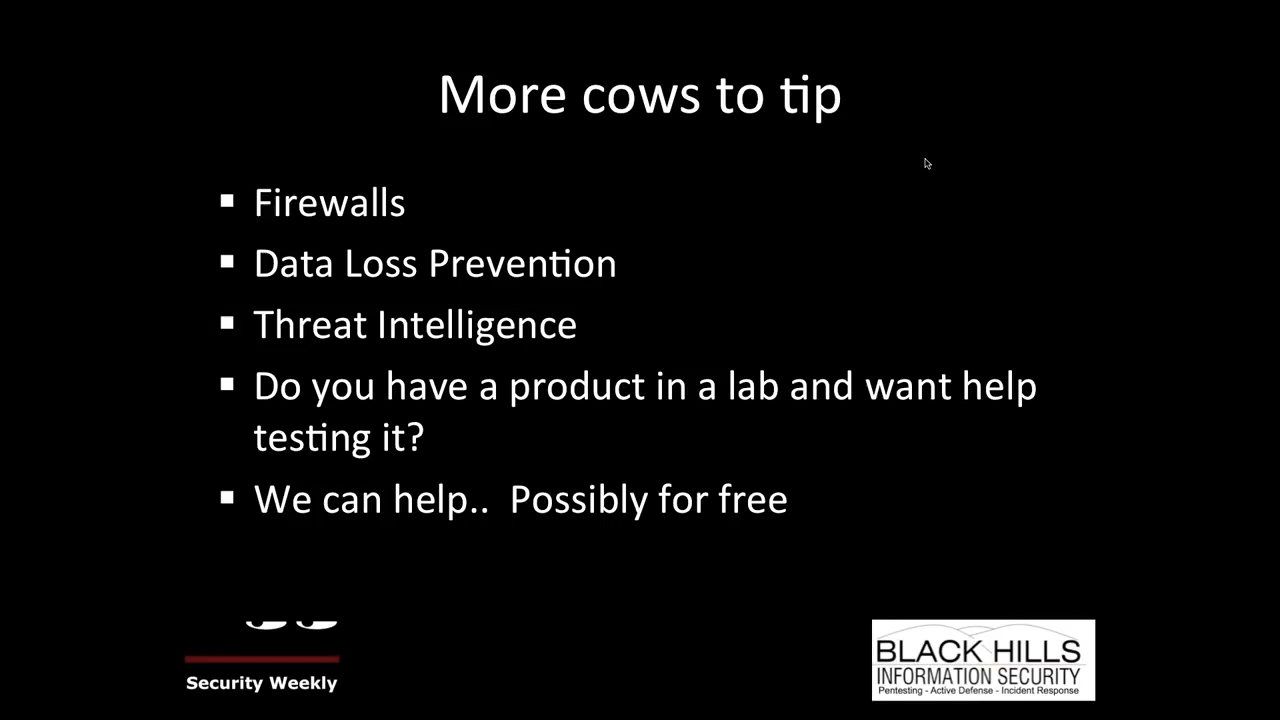 More cows to tip
Firewalls
Data Loss Prevention
Threat Intelligence
Do you have a product in a lab and want help
testing it?
We can help.. Possibly for free
Security Weekly
BLACK HILLS
INFORMATION SECURITY
Pentesting - Active Defense - Incident Response